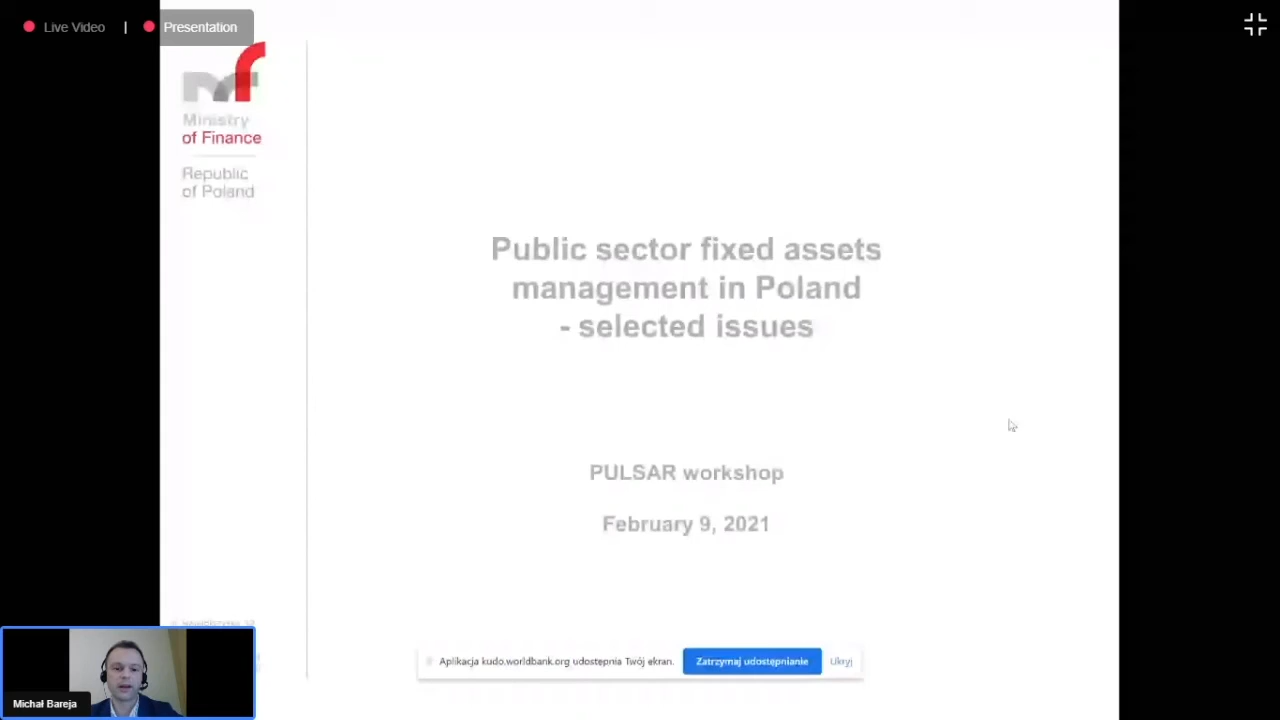 Live Video | Presentation
Ministry
of Finance
Republic
of Poland
Public sector fixed assets
management in Poland
- selected issues
PULSAR workshop
February 9, 2021
Aplikacja kudo.worldbank.org udostępnia Twój ekran. Zatrzymaj udostępnianie Ukryj
Michał Bareja